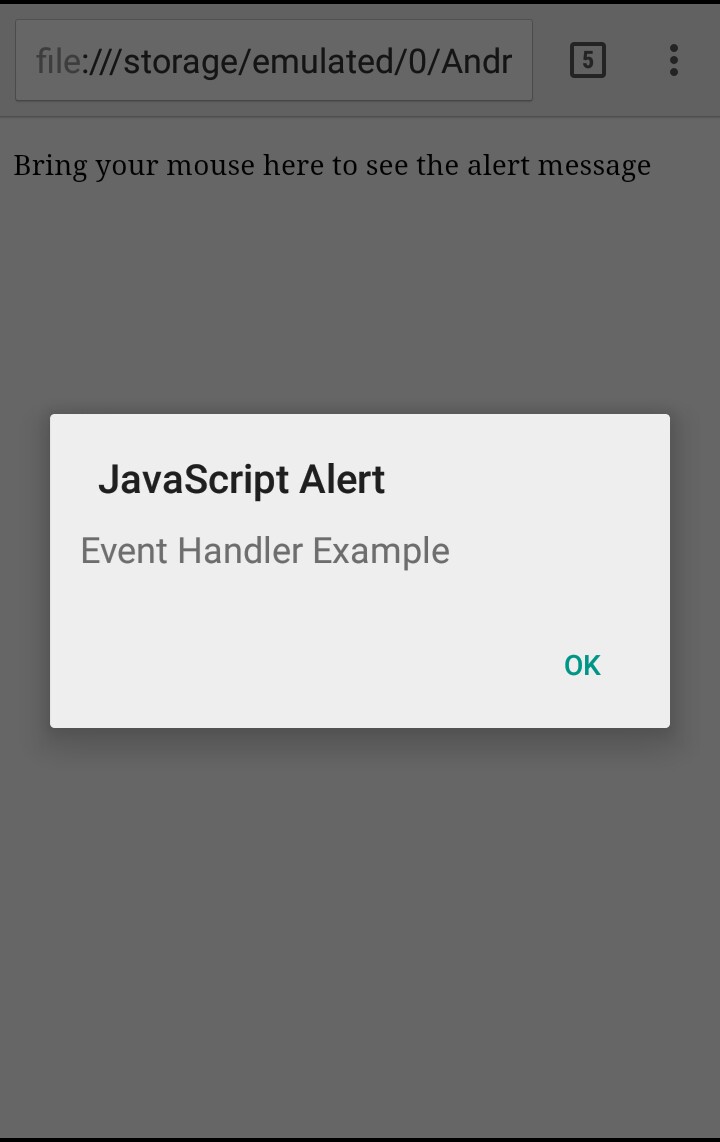 file:///storage/emulated/0/Andr
5
Bring your mouse here to see the alert message
JavaScript Alert
Event Handler Example
OK